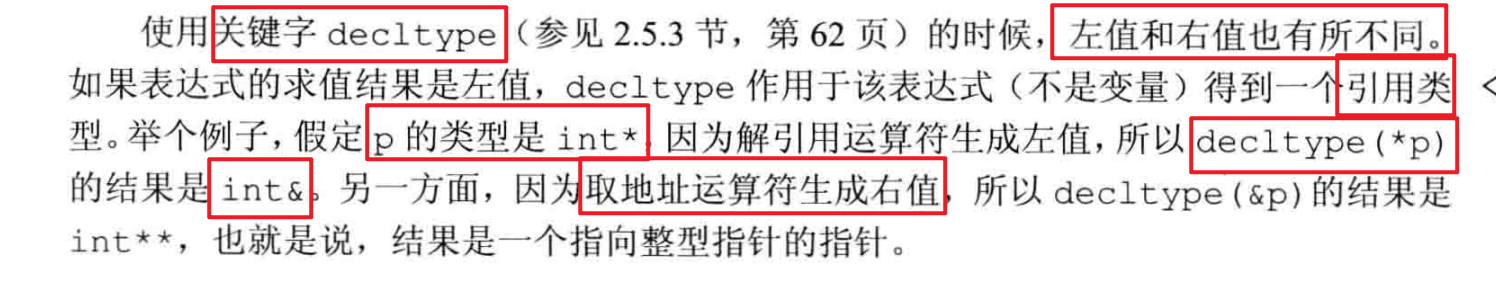 使用关键字 decltype（参见 2.5.3 节，第 62 页）的时候，左值和右值也有所不同。
如果表达式的求值结果是左值，decltype 作用于该表达式（不是变量）得到一个引用类
型。举个例子，假定 p 的类型是 int*，因为解引用运算符生成左值，所以 decltype(*p)
的结果是 int&。另一方面，因为取地址运算符生成右值，所以 decltype(&p)的结果是
int**，也就是说，结果是一个指向整型指针的指针。